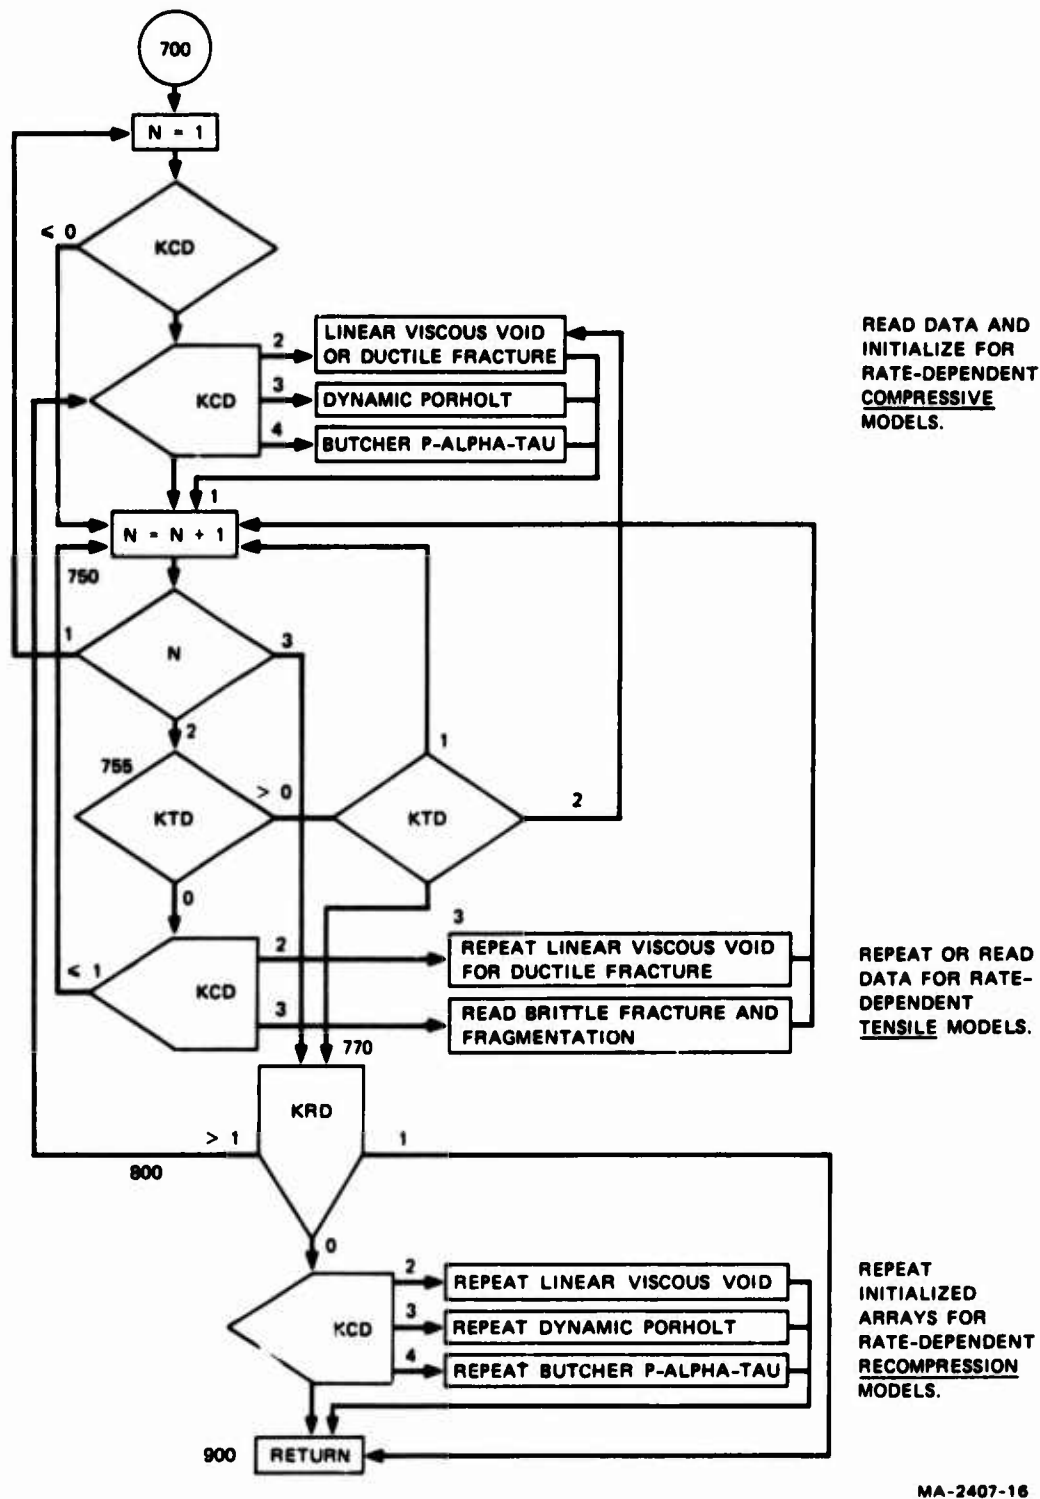 700
N = 1
≤ 0
KCD
KCD
2
LINEAR VISCOUS VOID
OR DUCTILE FRACTURE
3
DYNAMIC PORHOLT
4
BUTCHER P-ALPHA-TAU
READ DATA AND
INITIALIZE FOR
RATE-DEPENDENT
COMPRESSIVE
MODELS.
1
N = N + 1
750
1
N
3
2
755
KTD
> 0
1
KTD
2
0
3
≤ 1
KCD
2
REPEAT LINEAR VISCOUS VOID
FOR DUCTILE FRACTURE
3
READ BRITTLE FRACTURE AND
FRAGMENTATION
REPEAT OR READ
DATA FOR RATE-
DEPENDENT
TENSILE MODELS.
770
KRD
> 1
1
800
0
KCD
2
REPEAT LINEAR VISCOUS VOID
3
REPEAT DYNAMIC PORHOLT
4
REPEAT BUTCHER P-ALPHA-TAU
REPEAT
INITIALIZED
ARRAYS FOR
RATE-DEPENDENT
RECOMPRESSION
MODELS.
900
RETURN
MA-2407-16